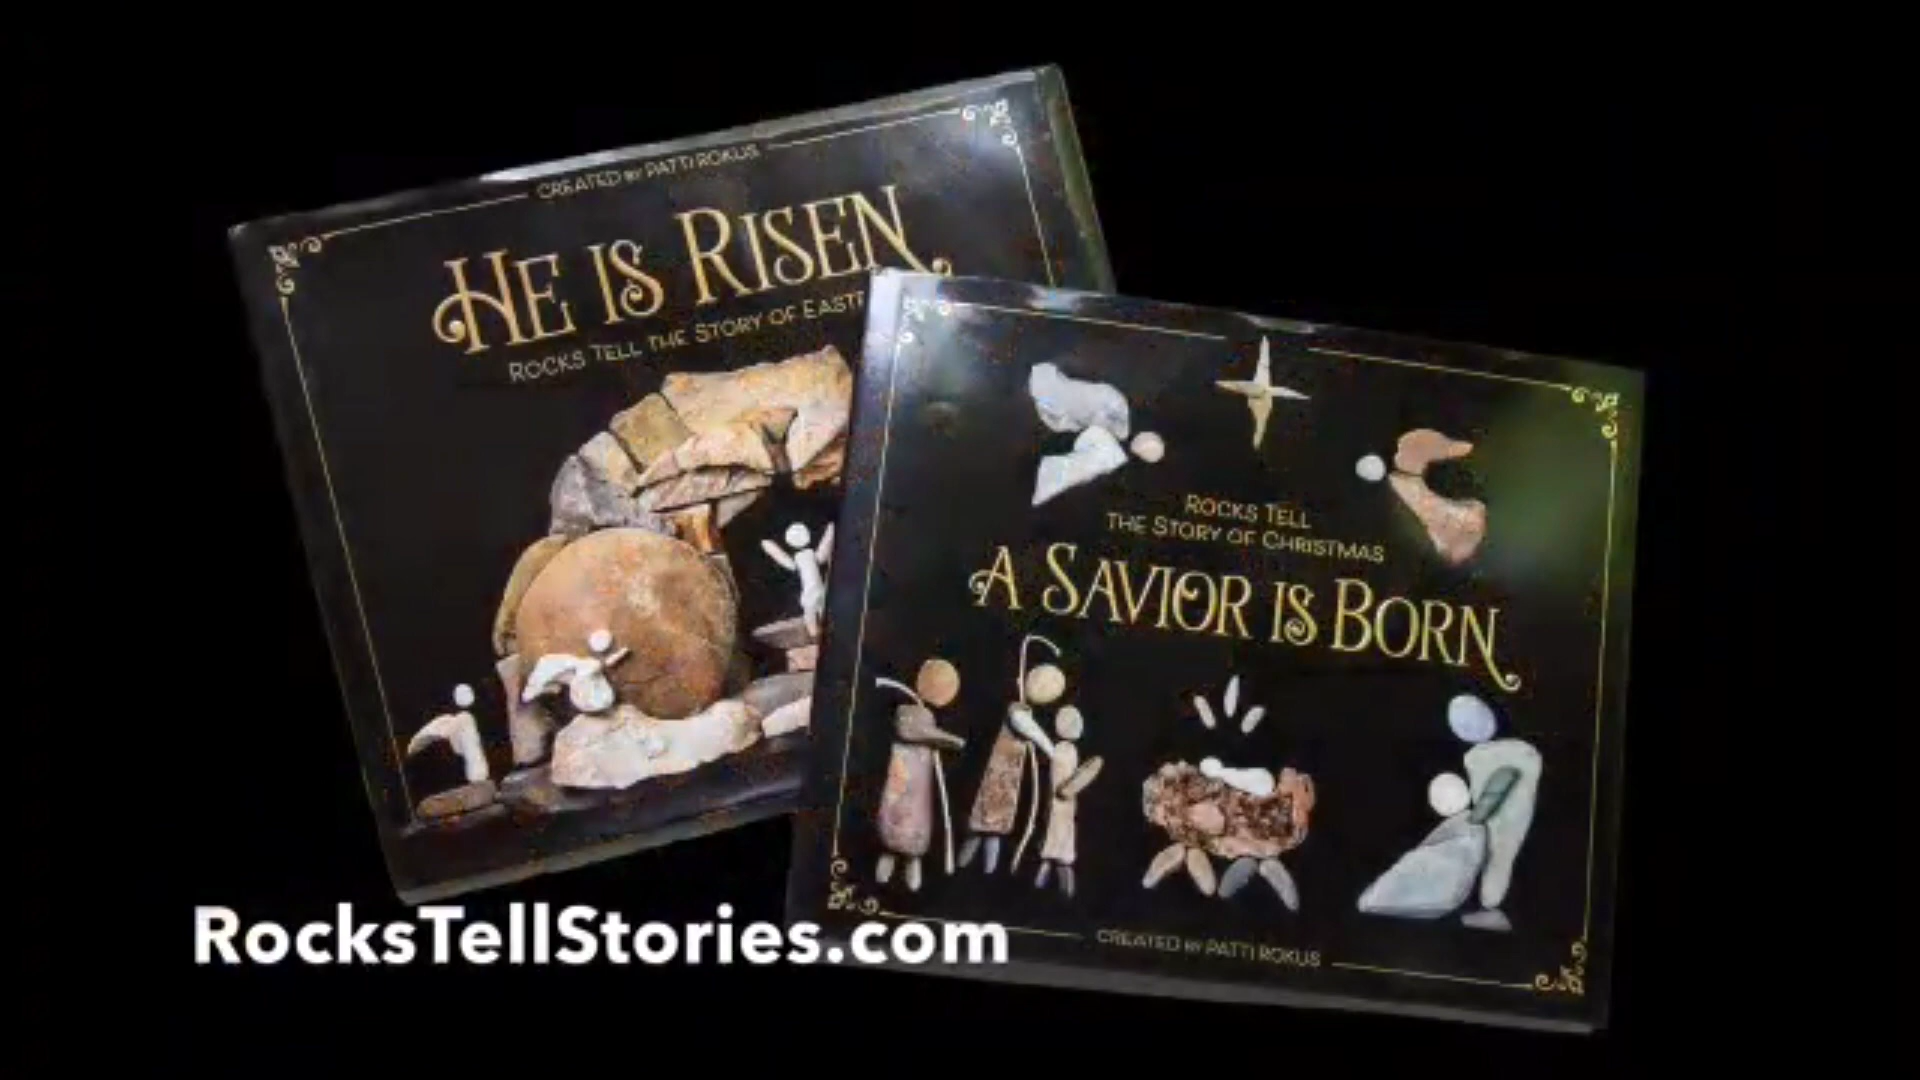 CREATED BY PATTI ROKUS
HE IS RISEN
ROCKS TELL THE STORY OF
ROCKS TELL
THE STORY OF CHRISTMAS
A SAVIOR IS BORN
CREATED BY PATTI ROKUS
RocksTellStories.com